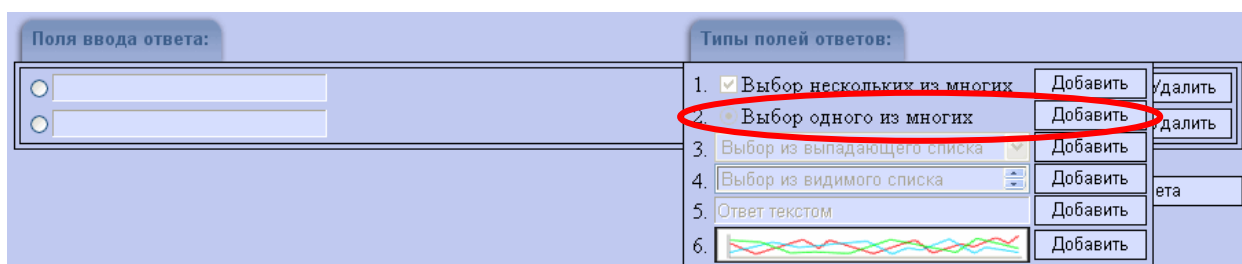 Поля ввода ответа:
Типы полей ответов:
1. Выбор нескольких из многих Добавить Удалить
2. Выбор одного из многих Добавить Удалить
3. Выбор из выпадающего списка Добавить
4. Выбор из видимого списка Добавить
ета
5. Ответ текстом Добавить
6. Добавить